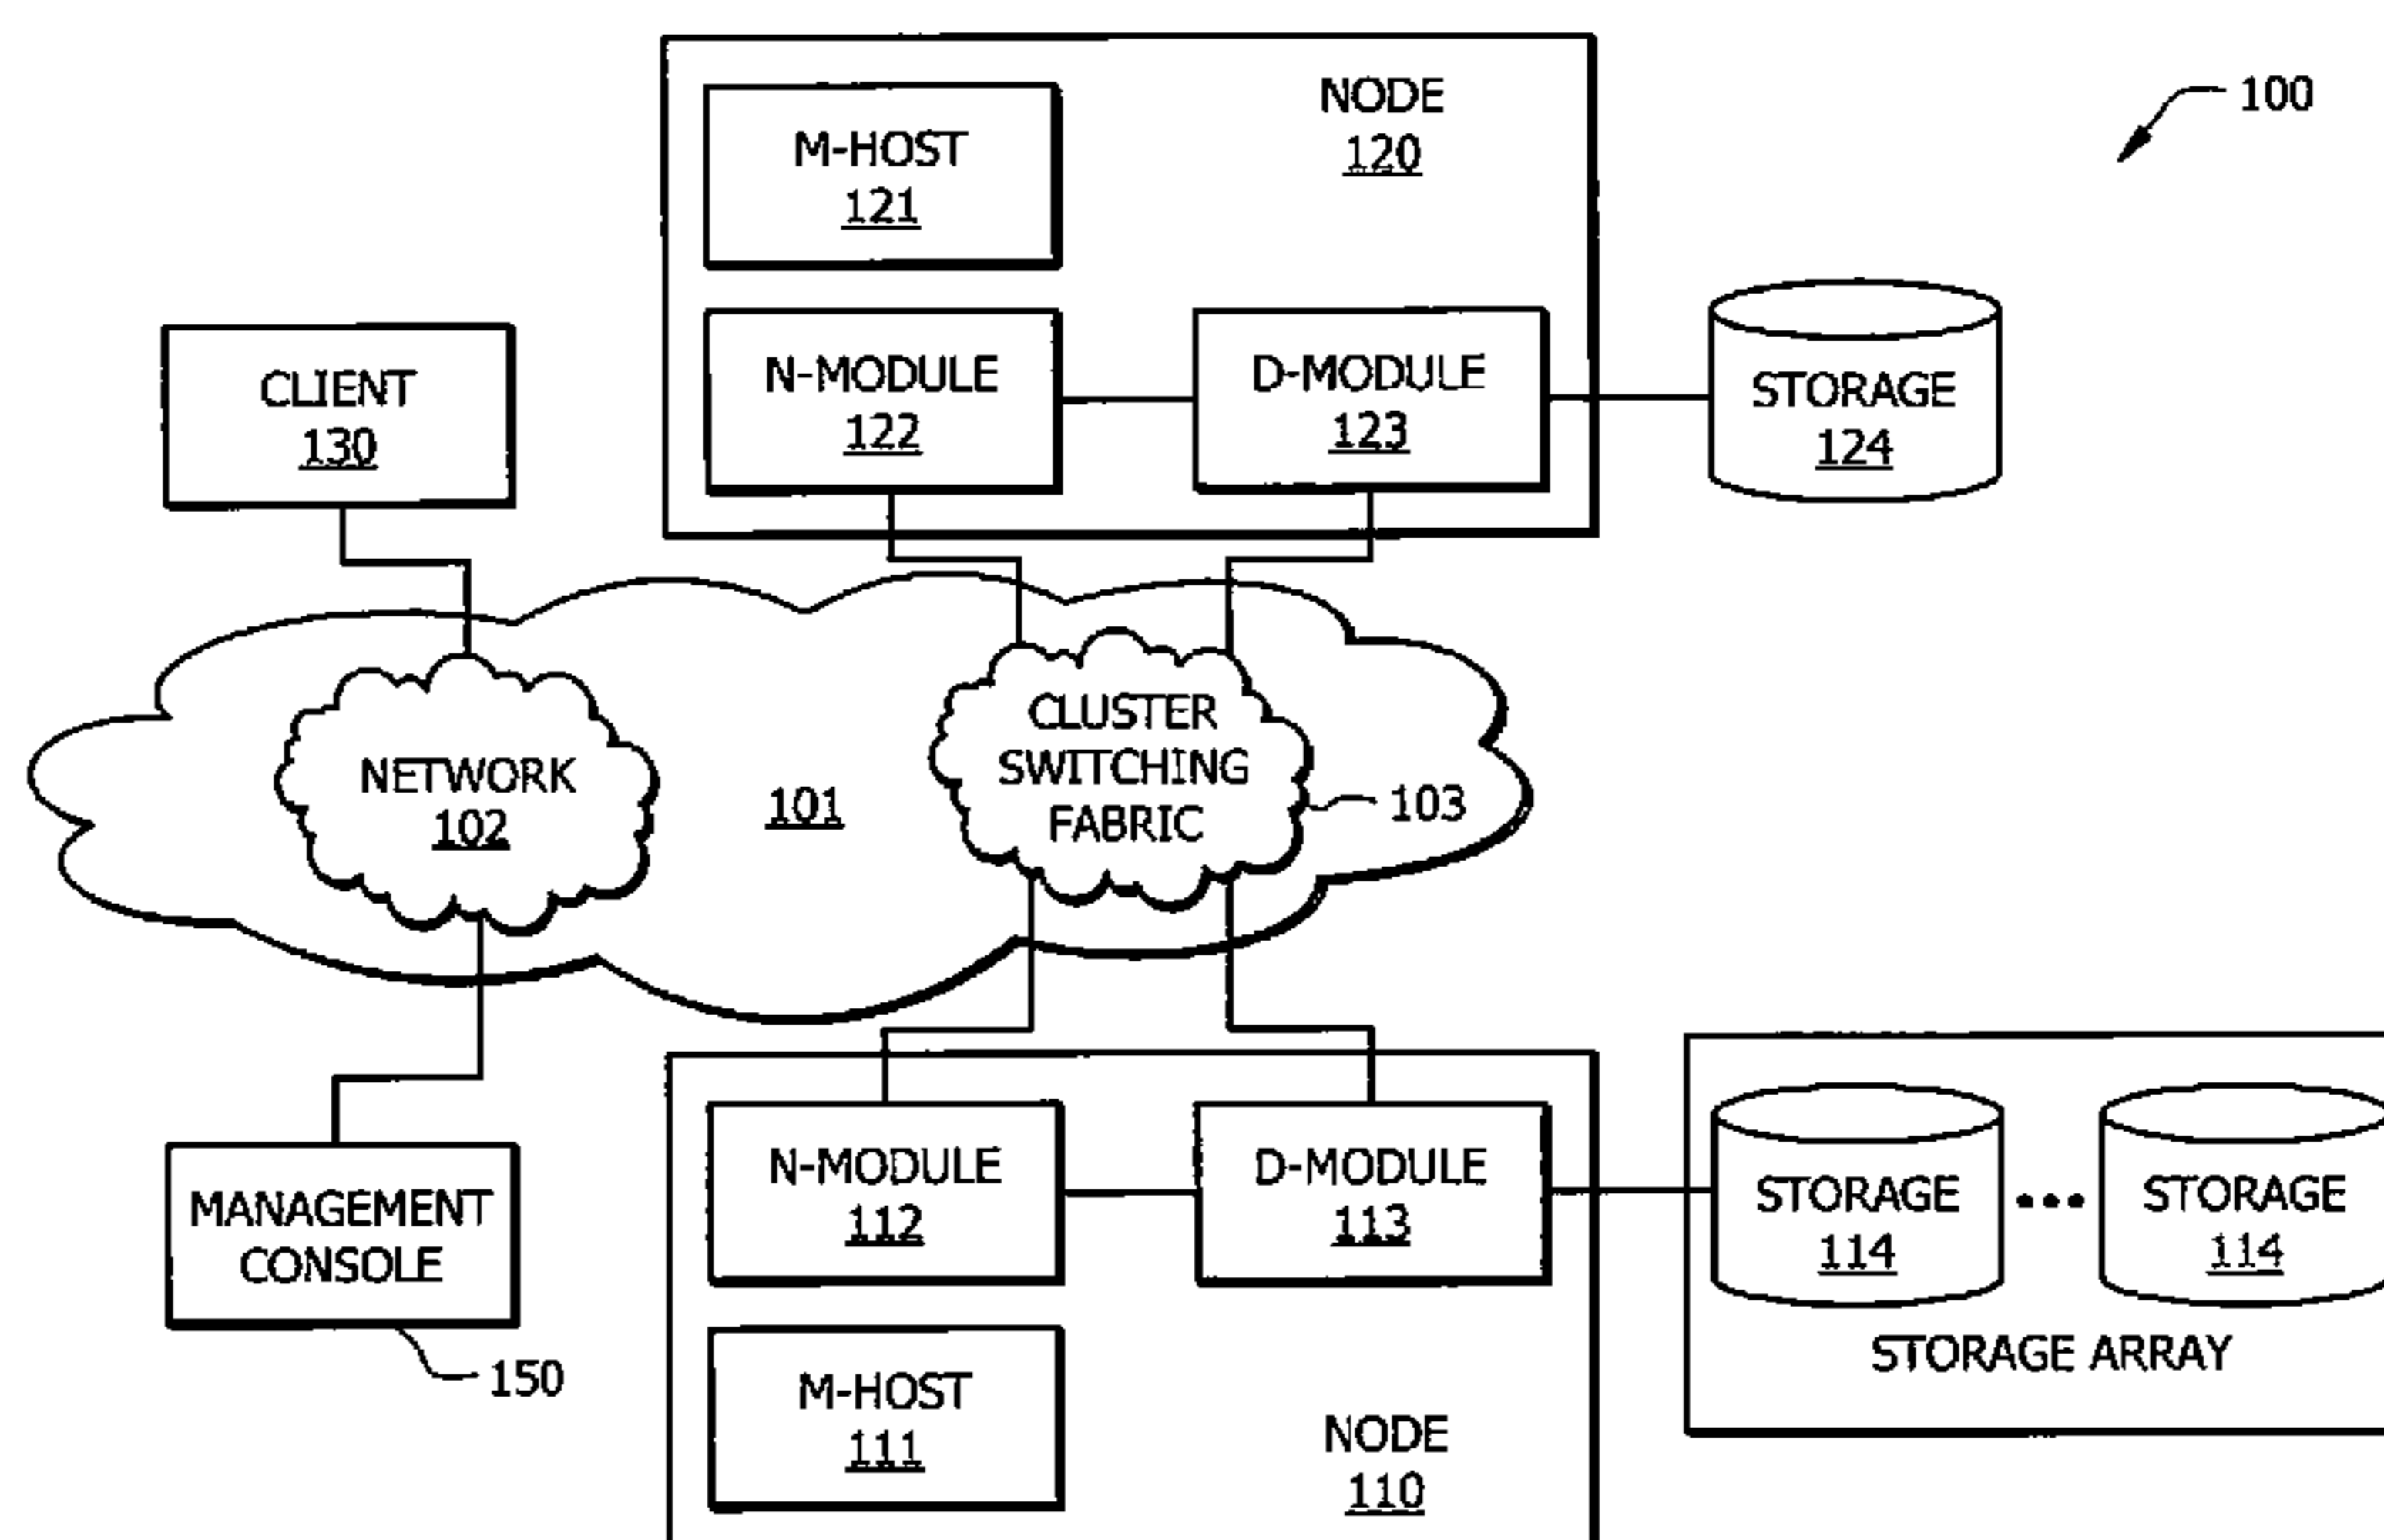 NODE
120
100
M-HOST
121
CLIENT
130
N-MODULE
122
D-MODULE
123
STORAGE
124
NETWORK
102
101
CLUSTER
SWITCHING
FABRIC
103
MANAGEMENT
CONSOLE
150
N-MODULE
112
D-MODULE
113
STORAGE
114
•••
STORAGE
114
STORAGE ARRAY
M-HOST
111
NODE
110